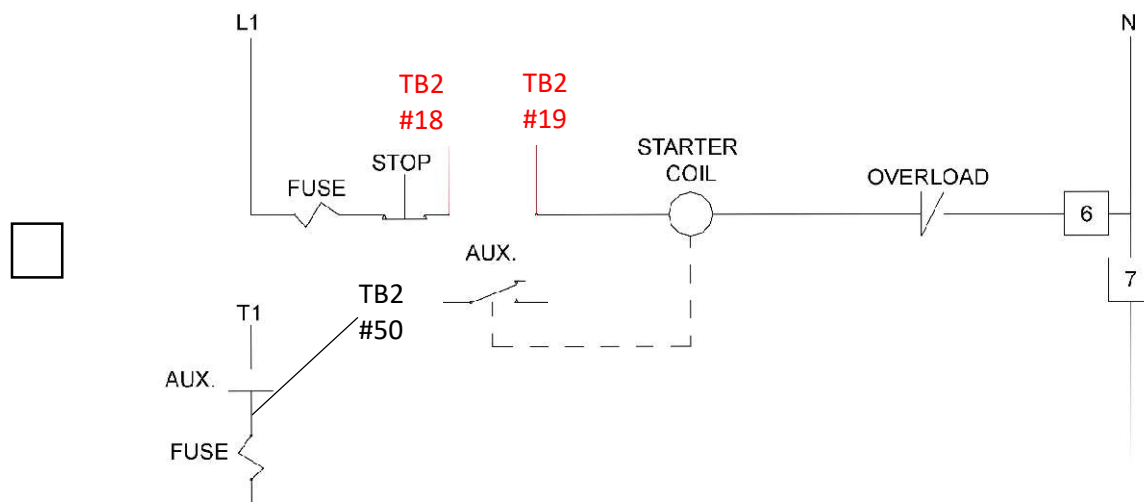 L1
N
TB2
#18
TB2
#19
STOP
STARTER
COIL
FUSE
OVERLOAD
6
AUX.
7
TB2
#50
T1
AUX.
FUSE